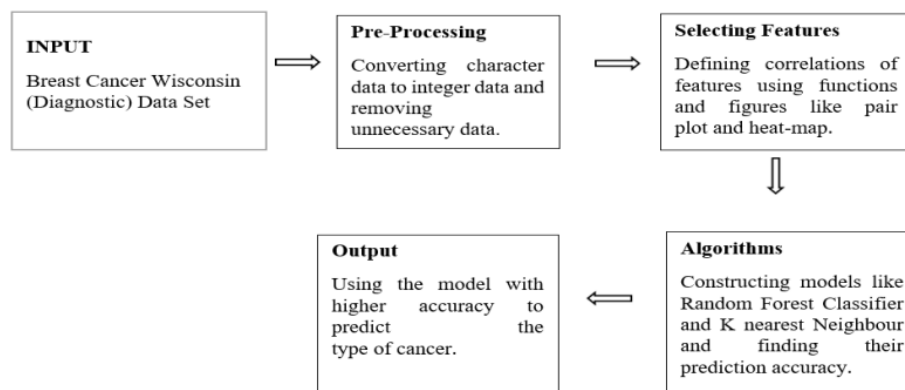 INPUT
Breast Cancer Wisconsin
(Diagnostic) Data Set
Pre-Processing
Converting character
data to integer data and
removing
unnecessary data.
Selecting Features
Defining correlations of
features using functions
and figures like pair
plot and heat-map.
Algorithms
Constructing models like
Random Forest Classifier
and K nearest Neighbour
and finding their
prediction accuracy.
Output
Using the model with
higher accuracy to
predict the
type of cancer.